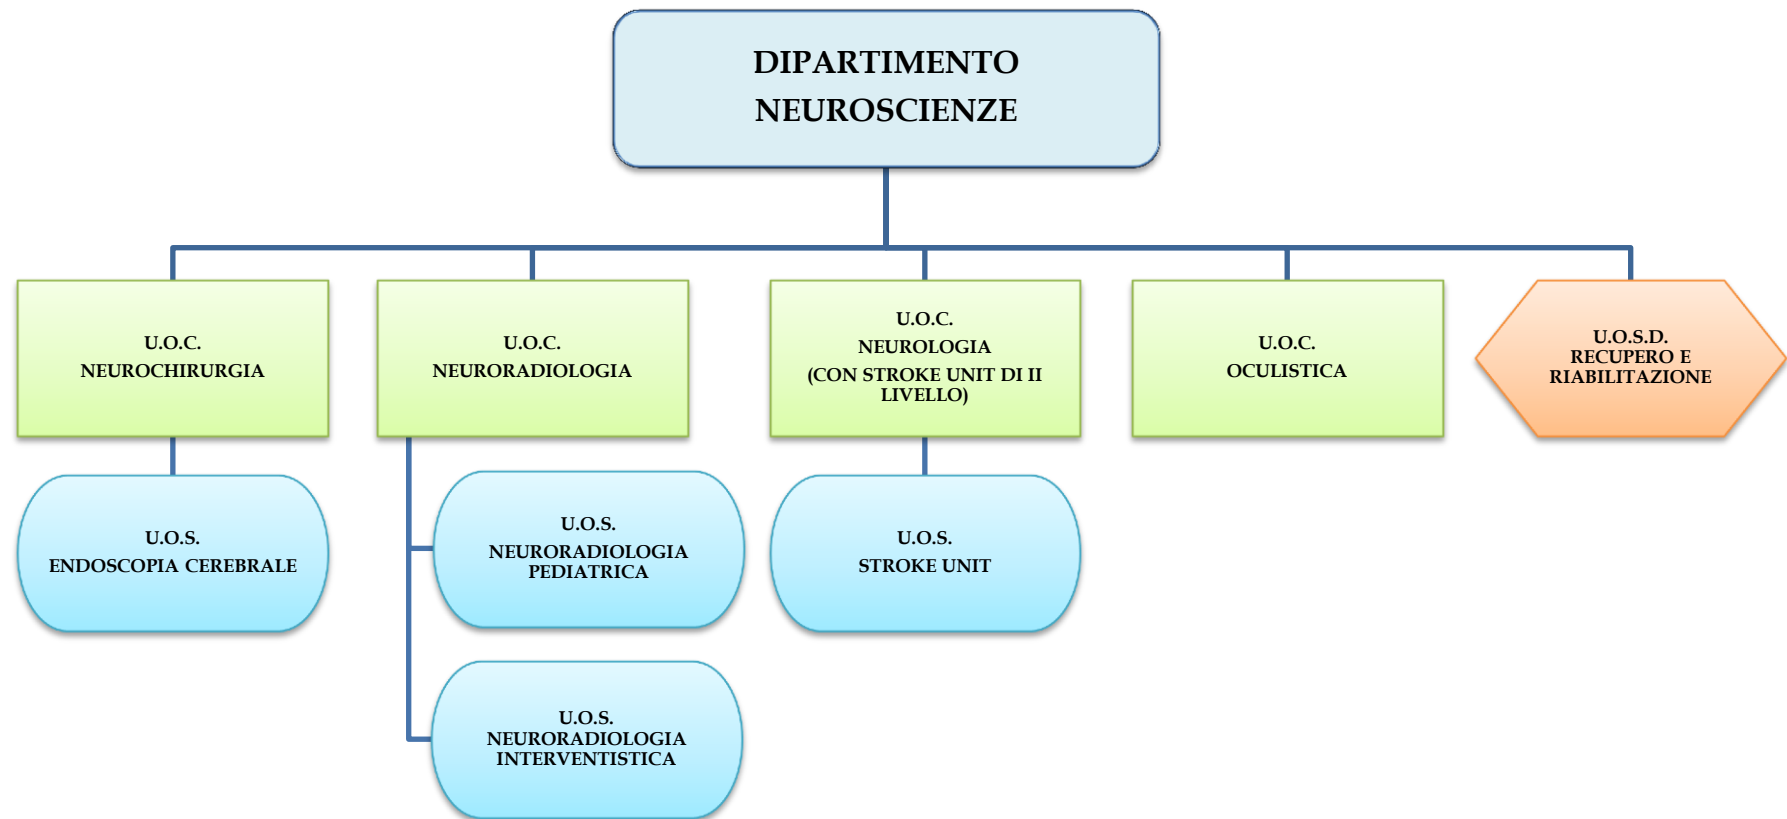 DIPARTIMENTO
NEUROSCIENZE
U.O.C.
NEUROCHIRURGIA
U.O.C.
NEURORADIOLOGIA
U.O.C.
NEUROLOGIA
(CON STROKE UNIT DI II
LIVELLO)
U.O.C.
OCULISTICA
U.O.S.D.
RECUPERO E
RIABILITAZIONE
U.O.S.
ENDOSCOPIA CEREBRALE
U.O.S.
NEURORADIOLOGIA
PEDIATRICA
U.O.S.
STROKE UNIT
U.O.S.
NEURORADIOLOGIA
INTERVENTISTICA